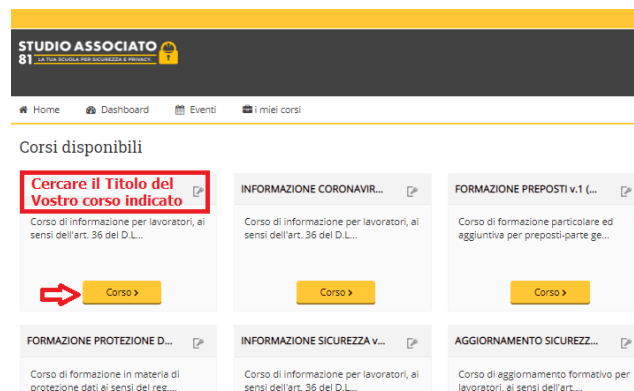 STUDIO ASSOCIATO
81 LA TUA SCUOLA PER SICUREZZA E PRIVACY
Home Dashboard Eventi i miei corsi
Corsi disponibili
Cercare il Titolo del
Vostro corso indicato
Corso di informazione per lavoratori, ai
sensi dell'art. 36 del D.L...
Corso >
INFORMAZIONE CORONAVIR...
Corso di informazione per lavoratori, ai
sensi dell'art. 36 del D.L...
Corso >
FORMAZIONE PREPOSTI v.1 (...
Corso di formazione particolare ed
aggiuntiva per preposti-parte ge...
Corso >
FORMAZIONE PROTEZIONE D...
Corso di formazione in materia di
protezione dati ai sensi del reg....
INFORMAZIONE SICUREZZA v...
Corso di informazione per lavoratori, ai
sensi dell'art. 36 del D.L...
AGGIORNAMENTO SICUREZZ...
Corso di aggiornamento formativo per
lavoratori, ai sensi dell'art....